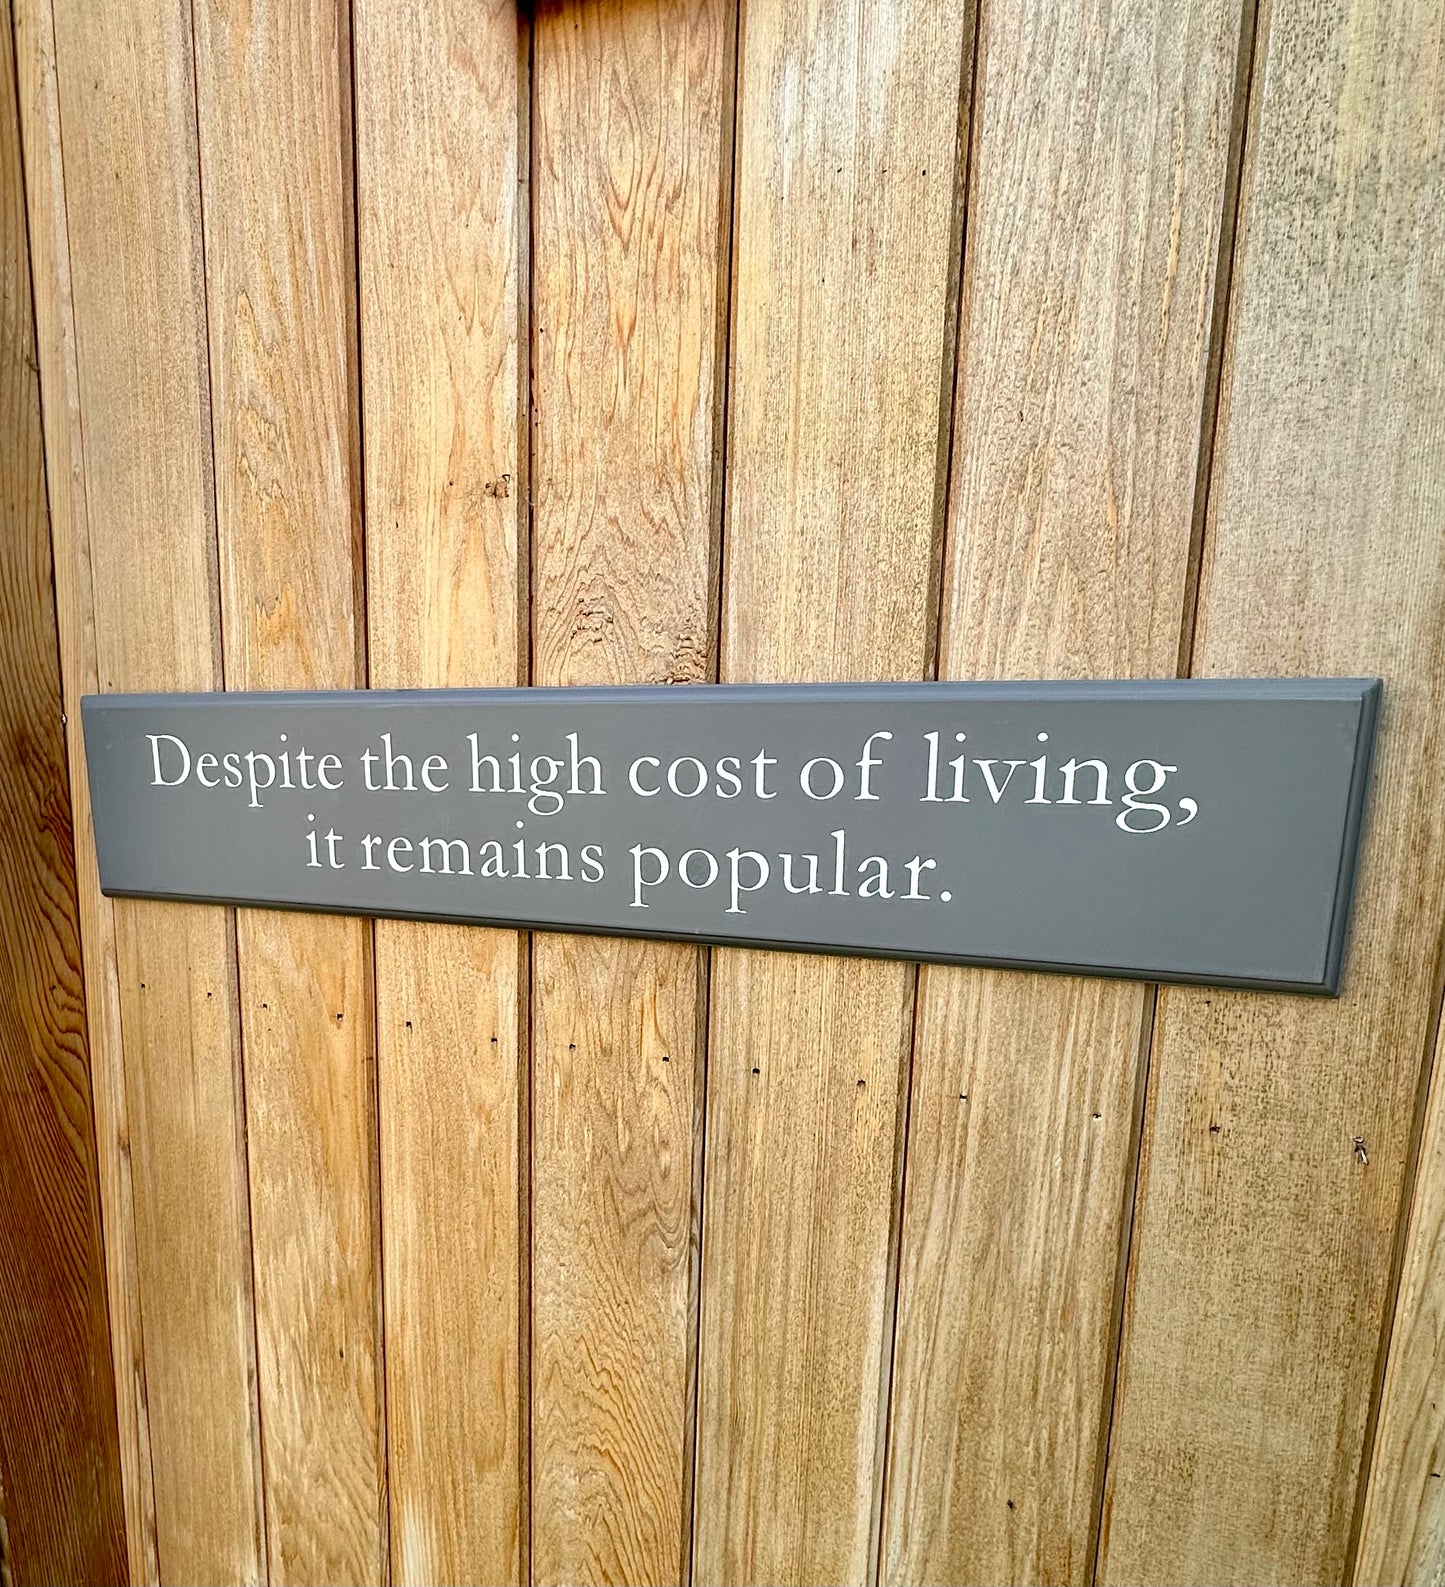 Despite the high cost of living,
it remains popular.